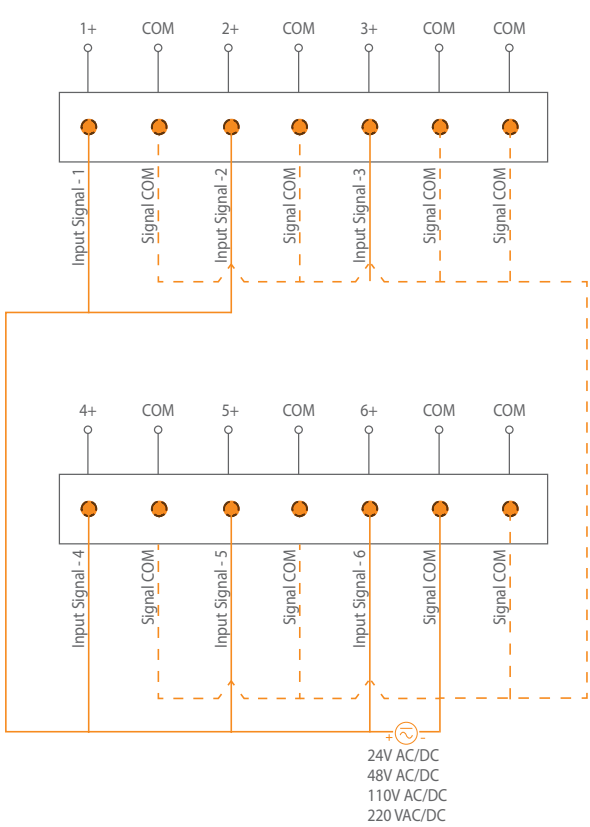 1+ COM 2+ COM 3+ COM COM
Input Signal - 1
Signal COM
Input Signal -2
Signal COM
Input Signal -3
Signal COM
Signal COM
4+ COM 5+ COM 6+ COM COM
Input Signal - 4
Signal COM
Input Signal - 5
Signal COM
Input Signal - 6
Signal COM
Signal COM
+ -
24V AC/DC
48V AC/DC
110V AC/DC
220 VAC/DC